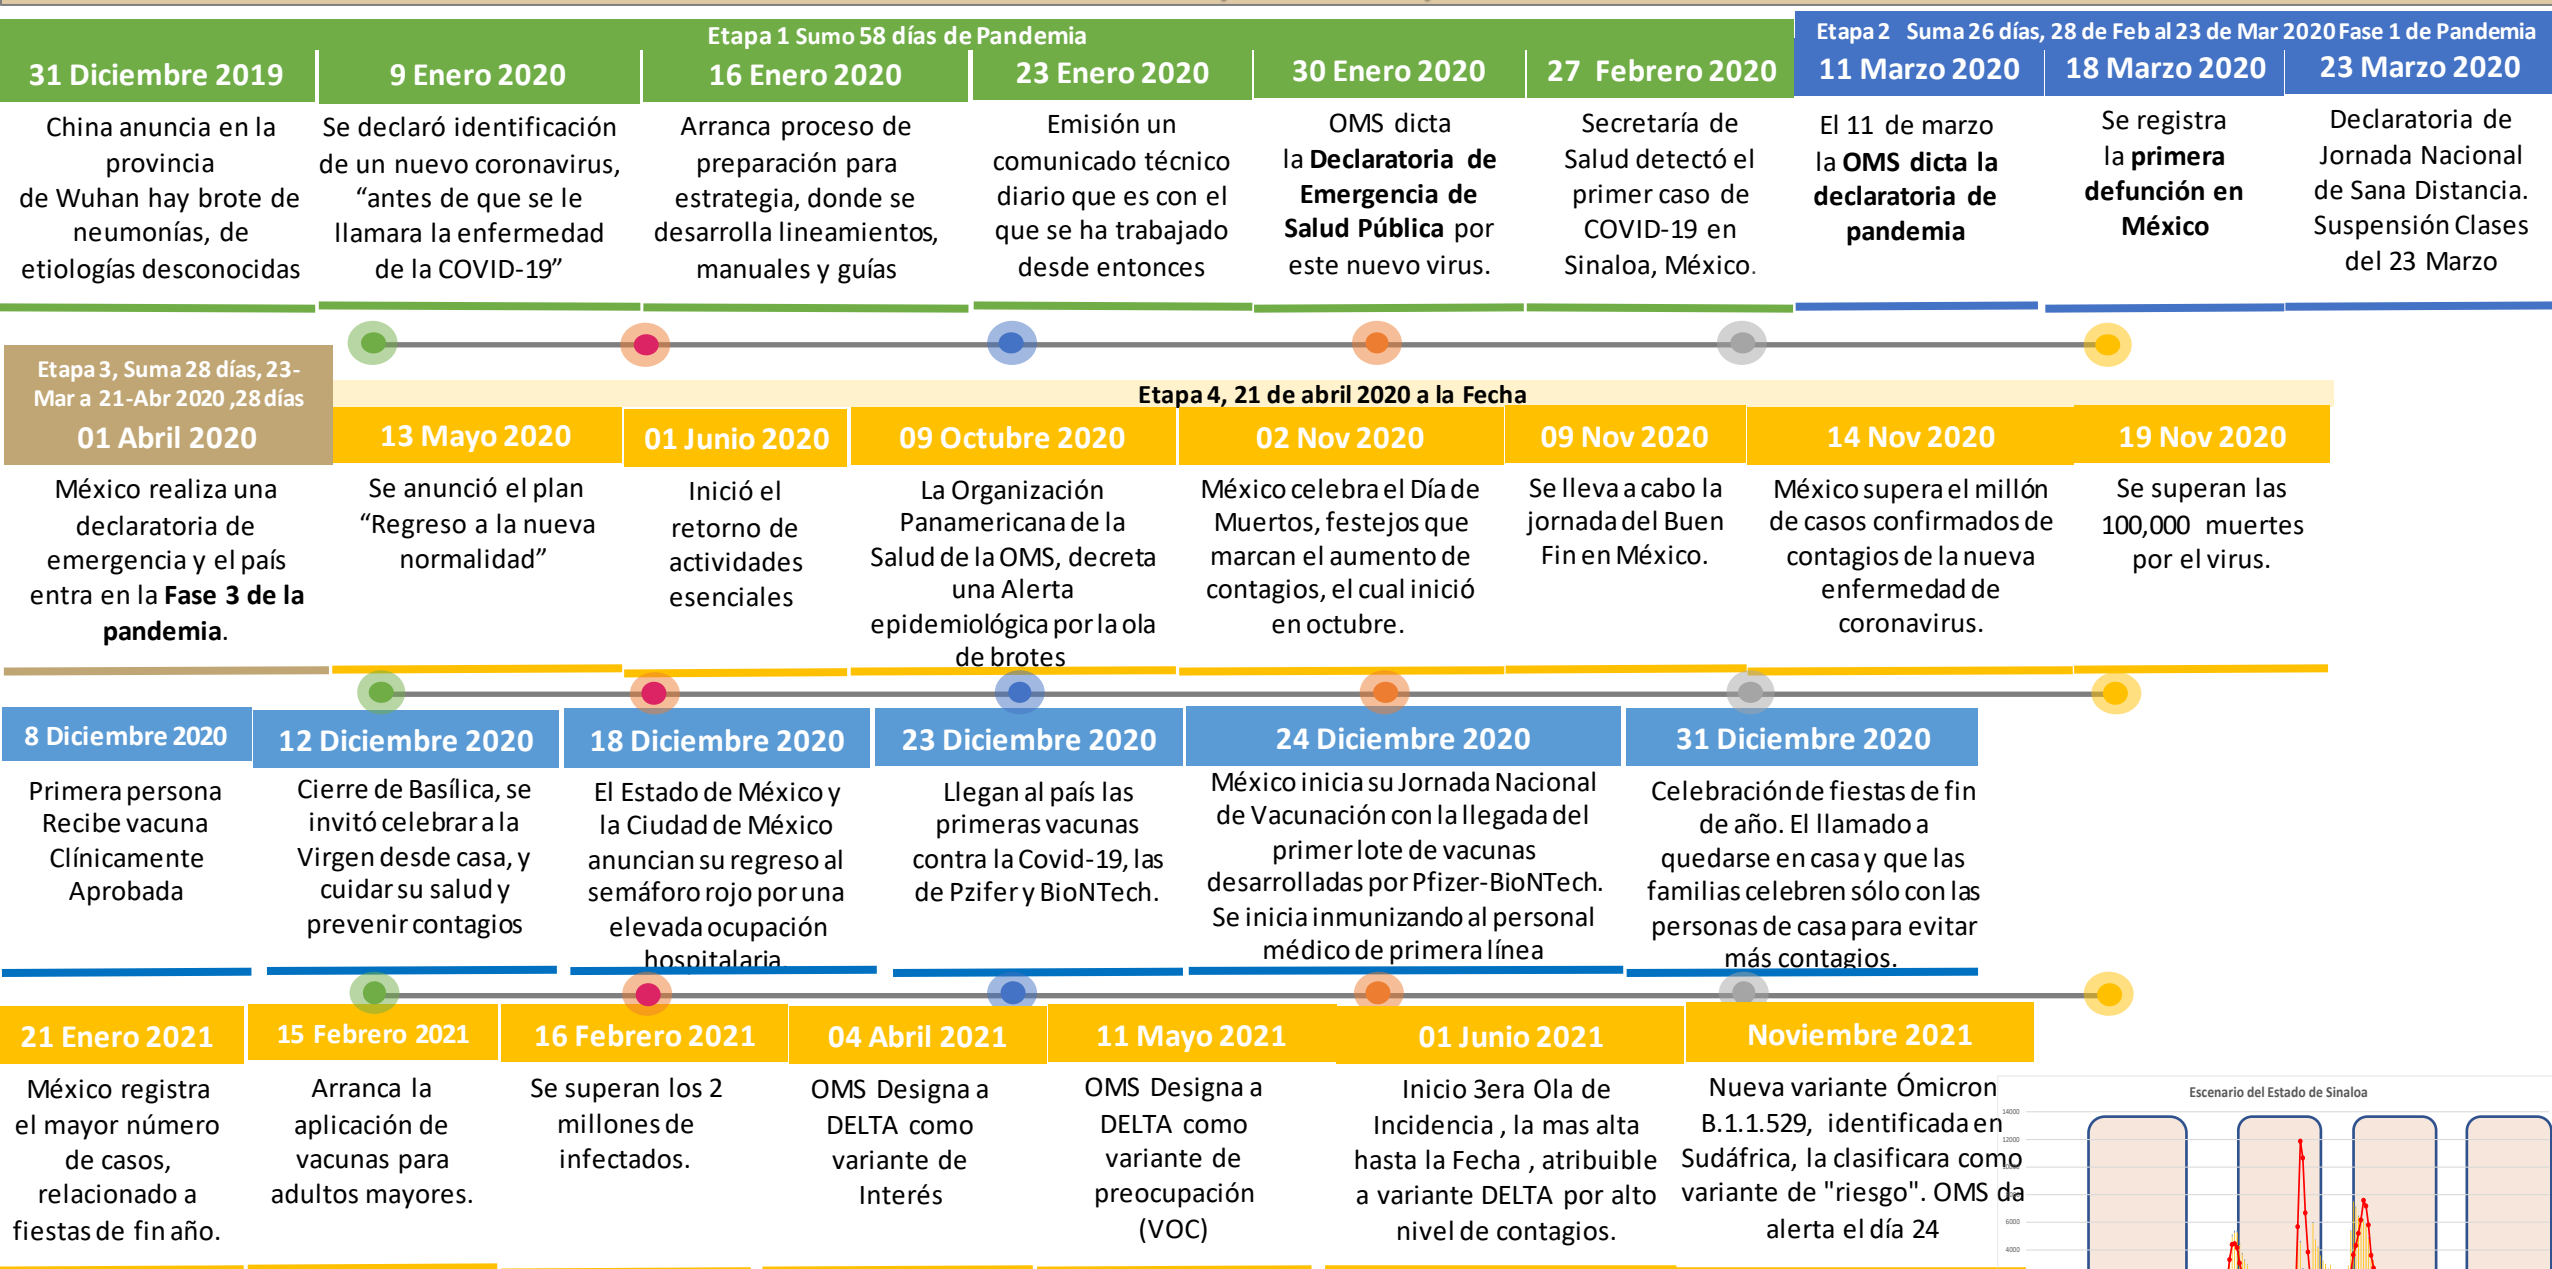 Etapa 1 Sumo 58 días de Pandemia
Etapa 2 Suma 26 días, 28 de Feb al 23 de Mar 2020 Fase 1 de Pandemia
31 Diciembre 2019
China anuncia en la
provincia
de Wuhan hay brote de
neumonías, de
etiologías desconocidas
9 Enero 2020
Se declaró identificación
de un nuevo coronavirus,
“antes de que se le
llamara la enfermedad
de la COVID-19”
16 Enero 2020
Arranca proceso de
preparación para
estrategia, donde se
desarrolla lineamientos,
manuales y guías
23 Enero 2020
Emisión un
comunicado técnico
diario que es con el
que se ha trabajado
desde entonces
30 Enero 2020
OMS dicta
la Declaratoria de
Emergencia de
Salud Pública por
este nuevo virus.
27 Febrero 2020
Secretaría de
Salud detectó el
primer caso de
COVID-19 en
Sinaloa, México.
11 Marzo 2020
El 11 de marzo
la OMS dicta la
declaratoria de
pandemia
18 Marzo 2020
Se registra
la primera
defunción en
México
23 Marzo 2020
Declaratoria de
Jornada Nacional
de Sana Distancia.
Suspensión Clases
del 23 Marzo
Etapa 3, Suma 28 días, 23-
Mar a 21-Abr 2020 ,28 días
Etapa 4, 21 de abril 2020 a la Fecha
01 Abril 2020
México realiza una
declaratoria de
emergencia y el país
entra en la Fase 3 de la
pandemia.
13 Mayo 2020
Se anunció el plan
“Regreso a la nueva
normalidad”
01 Junio 2020
Inició el
retorno de
actividades
esenciales
09 Octubre 2020
La Organización
Panamericana de la
Salud de la OMS, decreta
una Alerta
epidemiológica por la ola
de brotes
02 Nov 2020
México celebra el Día de
Muertos, festejos que
marcan el aumento de
contagios, el cual inició
en octubre.
09 Nov 2020
Se lleva a cabo la
jornada del Buen
Fin en México.
14 Nov 2020
México supera el millón
de casos confirmados de
contagios de la nueva
enfermedad de
coronavirus.
19 Nov 2020
Se superan las
100,000 muertes
por el virus.
8 Diciembre 2020
Primera persona
Recibe vacuna
Clínicamente
Aprobada
12 Diciembre 2020
Cierre de Basílica, se
invitó celebrar a la
Virgen desde casa, y
cuidar su salud y
prevenir contagios
18 Diciembre 2020
El Estado de México y
la Ciudad de México
anuncian su regreso al
semáforo rojo por una
elevada ocupación
hospitalaria.
23 Diciembre 2020
Llegan al país las
primeras vacunas
contra la Covid-19, las
de Pzifer y BioNTech.
24 Diciembre 2020
México inicia su Jornada Nacional
de Vacunación con la llegada del
primer lote de vacunas
desarrolladas por Pfizer-BioNTech.
Se inicia inmunizando al personal
médico de primera línea
31 Diciembre 2020
Celebración de fiestas de fin
de año. El llamado a
quedarse en casa y que las
familias celebren sólo con las
personas de casa para evitar
más contagios.
21 Enero 2021
México registra
el mayor número
de casos,
relacionado a
fiestas de fin año.
15 Febrero 2021
Arranca la
aplicación de
vacunas para
adultos mayores.
16 Febrero 2021
Se superan los 2
millones de
infectados.
04 Abril 2021
OMS Designa a
DELTA como
variante de
Interés
11 Mayo 2021
OMS Designa a
DELTA como
variante de
preocupación
(VOC)
01 Junio 2021
Inicio 3era Ola de
Incidencia , la mas alta
hasta la Fecha , atribuible
a variante DELTA por alto
nivel de contagios.
Noviembre 2021
Nueva variante Ómicron
B.1.1.529, identificada en
Sudáfrica, la clasificara como
variante de "riesgo". OMS da
alerta el día 24
Escenario del Estado de Sinaloa
14000
12000
6000
4000